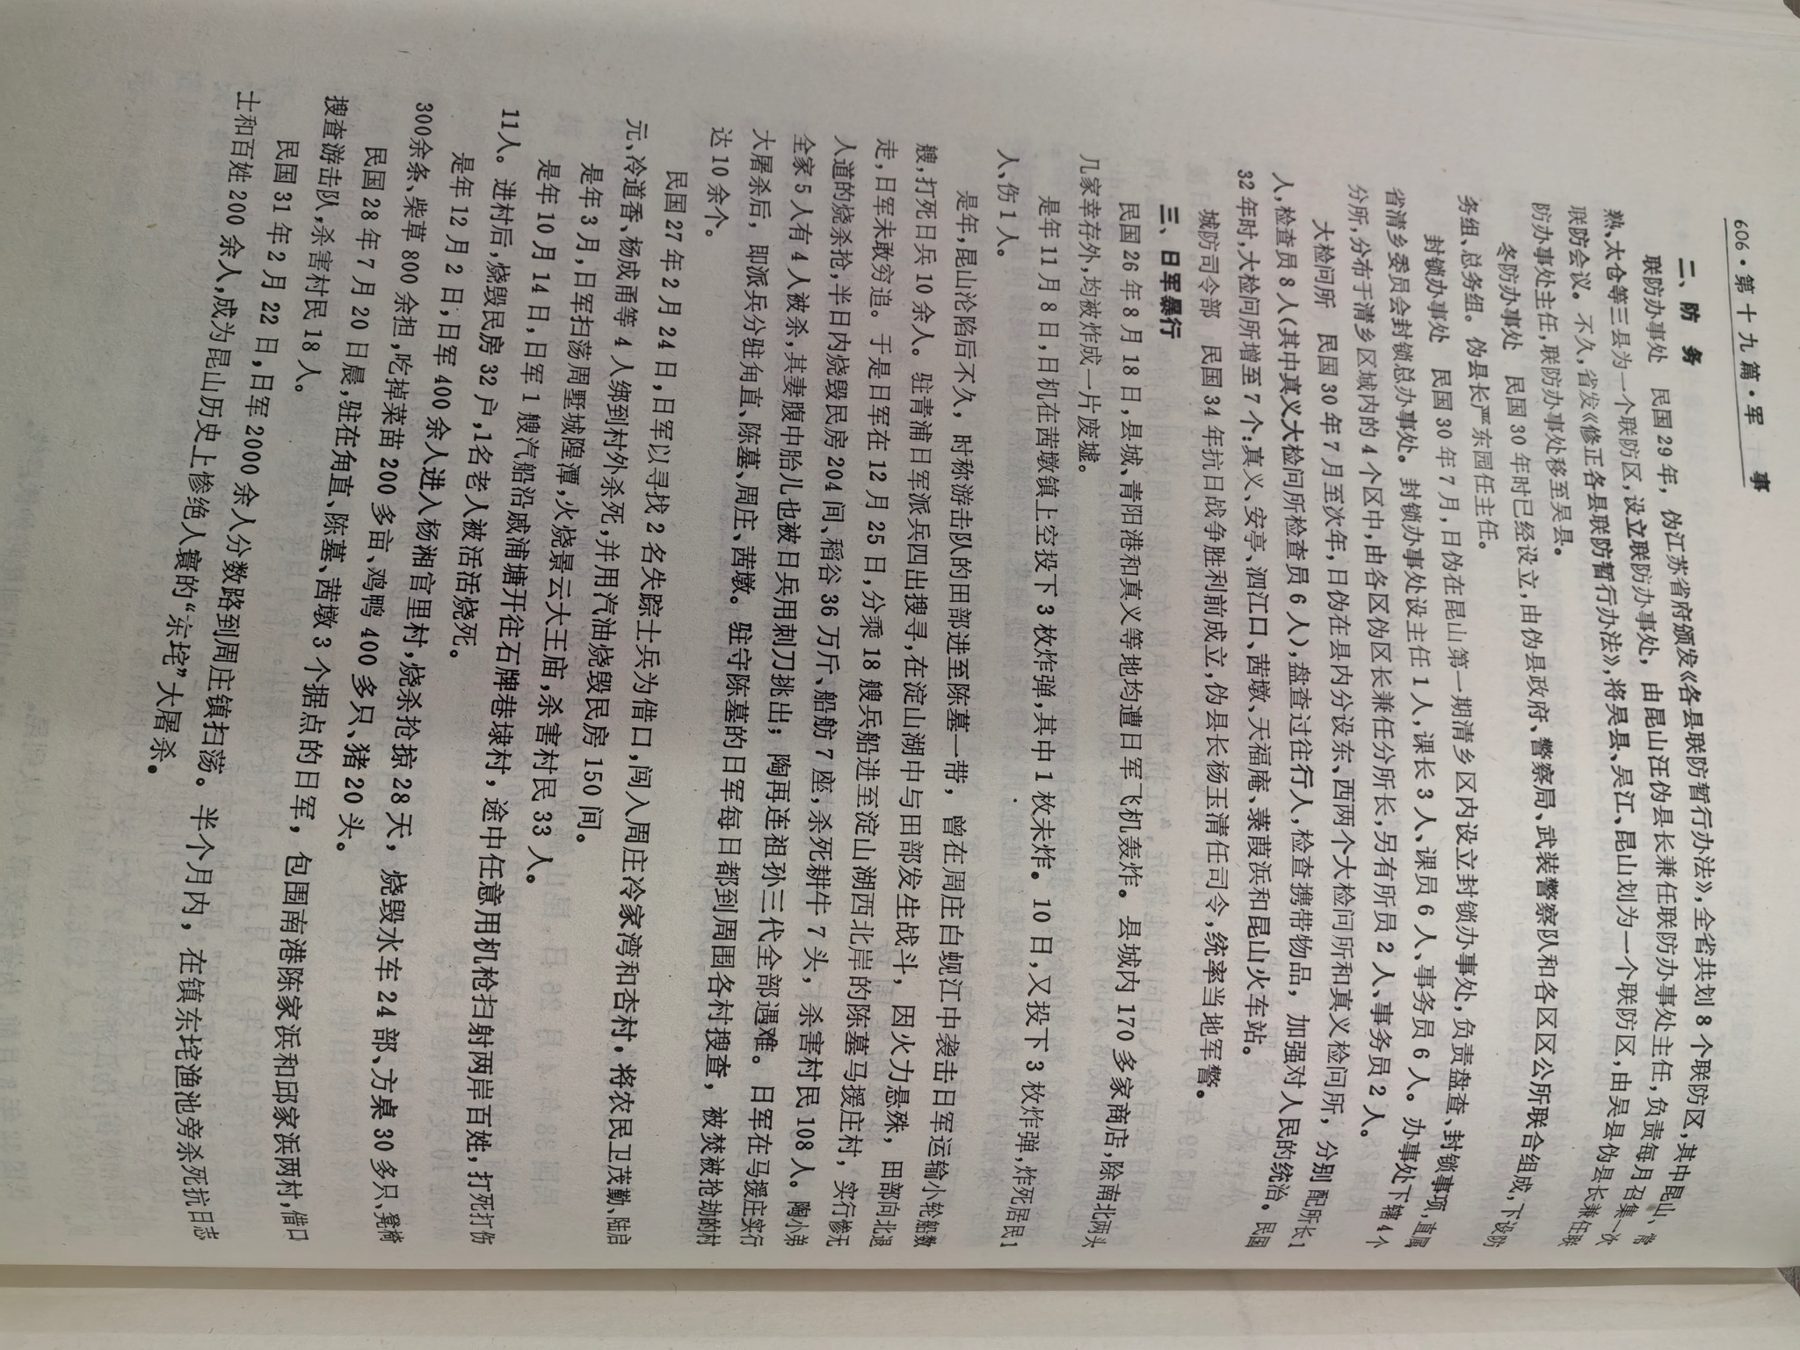 606·第十九篇·军 事
二、防 务
联防办事处 民国29年，伪江苏省府颁发《各县联防暂行办法》，全省共划8个联防区，其中昆山、常
熟、太仓等三县为一个联防区，设立联防办事处，由昆山汪伪县长兼任联防办事处主任，负责每月召集一次
联防会议。不久，省发《修正各县联防暂行办法》，将吴县、吴江、昆山划为一个联防区，由吴县伪县长兼任联
防办事处主任，联防办事处移至吴县。
冬防办事处 民国30年时已经设立，由伪县政府、警察局、武装警察队和各区区公所联合组成，下设防
务组、总务组。伪县长严东园任主任。
封锁办事处 民国30年7月，日伪在昆山第一期清乡区内设立封锁办事处，负责盘查、封锁事项，直属
省清乡委员会封锁总办事处。封锁办事处设主任1人，课长3人、课员6人、事务员6人。办事处下辖4个
分所，分布于清乡区域内的4个区中，由各区伪区长兼任分所长，另有所员2人、事务员2人。
大检问所 民国30年7月至次年，日伪在县内分设东、西两个大检问所和真义检问所，分别配所长1
人，检查员8人（其中真义大检问所检查员6人），盘查过往行人，检查携带物品，加强对人民的统治。民国
32年时，大检问所增至7个：真义、安亭、泗江口、茜墩、天福庵、菉葭浜和昆山火车站。
城防司令部 民国34年抗日战争胜利前成立，伪县长杨玉清任司令，统率当地军警。
三、日军暴行
民国26年8月18日，县城、青阳港和真义等地均遭日军飞机轰炸。县城内170多家商店，除南北两头
几家幸存外，均被炸成一片废墟。
是年11月8日，日机在茜墩镇上空投下3枚炸弹，其中1枚未炸。10日，又投下3枚炸弹，炸死居民1
人、伤1人。
是年，昆山沦陷后不久，时称游击队的田部进至陈墓一带，曾在周庄白蚬江中袭击日军运输小轮船数
艘，打死日兵10余人。驻青浦日军派兵四出搜寻，在淀山湖中与田部发生战斗，因火力悬殊，田部向北退
走，日军未敢穷追。于是日军在12月25日，分乘18艘兵船进至淀山湖西北岸的陈墓马援庄村，实行惨无
人道的烧杀抢，半日内烧毁民房204间、稻谷36万斤、船舫7座，杀死耕牛7头，杀害村民108人。陶小弟
全家5人有4人被杀，其妻腹中胎儿也被日兵用刺刀挑出；陶再连祖孙三代全部遇难。日军在马援庄实行
大屠杀后，即派兵分驻甪直、陈墓、周庄、茜墩。驻守陈墓的日军每日都到周围各村搜查，被焚被抢劫的村
达10余个。
民国27年2月24日，日军以寻找2名失踪士兵为借口，闯入周庄冷家湾和杏村，将农民卫茂勤、陆启
元、冷道香、杨成甭等4人绑到村外杀死，并用汽油烧毁民房150间。
是年3月，日军扫荡周墅城隍潭，火烧景云大王庙，杀害村民33人。
是年10月14日，日军1艘汽船沿戚浦塘开往石牌巷埭村，途中任意用机枪扫射两岸百姓，打死打伤
11人。进村后，烧毁民房32户，1名老人被活活烧死。
是年12月2日，日军400余人进入杨湘官里村，烧杀抢掠28天，烧毁水车24部、方桌30多只、凳椅
300余条、柴草800余担，吃掉菜苗200多亩、鸡鸭400多只、猪20头。
民国28年7月20日晨，驻在甪直、陈墓、茜墩3个据点的日军，包围南港陈家浜和邱家浜两村，借口
搜查游击队，杀害村民18人。
民国31年2月22日，日军2000余人分数路到周庄镇扫荡。半个月内，在镇东垞渔池旁杀死抗日志
士和百姓200余人，成为昆山历史上惨绝人寰的“东垞”大屠杀。